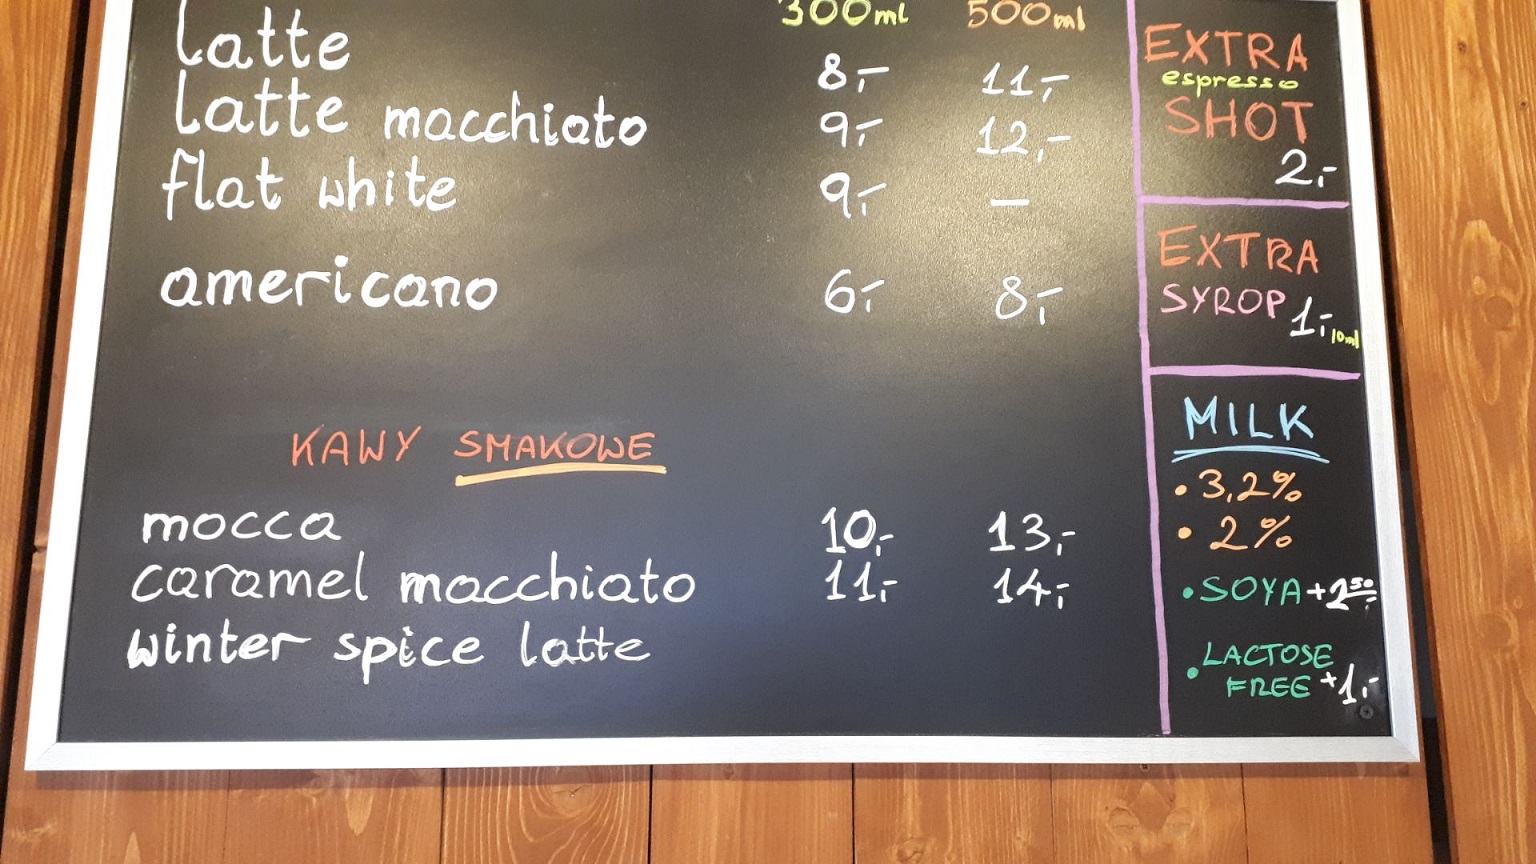 300ml 500ml
latte 8,- 11,-
latte macchiato 9,- 12,-
flat white 9,- –
americano 6,- 8,-
KAWY SMAKOWE
mocca 10,- 13,-
caramel macchiato 11,- 14,-
winter spice latte
EXTRA
espresso
SHOT
2,-
EXTRA
SYROP 1,- 10ml
MILK
• 3,2%
• 2%
• SOYA +250
• LACTOSE
FREE +1,-